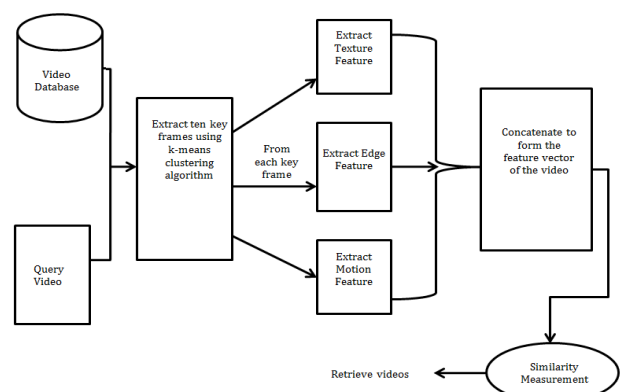 Video
Database
Query
Video
Extract ten key
frames using
k-means
clustering
algorithm
From
each key
frame
Extract
Texture
Feature
Extract Edge
Feature
Extract
Motion
Feature
Concatenate to
form the
feature vector
of the video
Similarity
Measurement
Retrieve videos